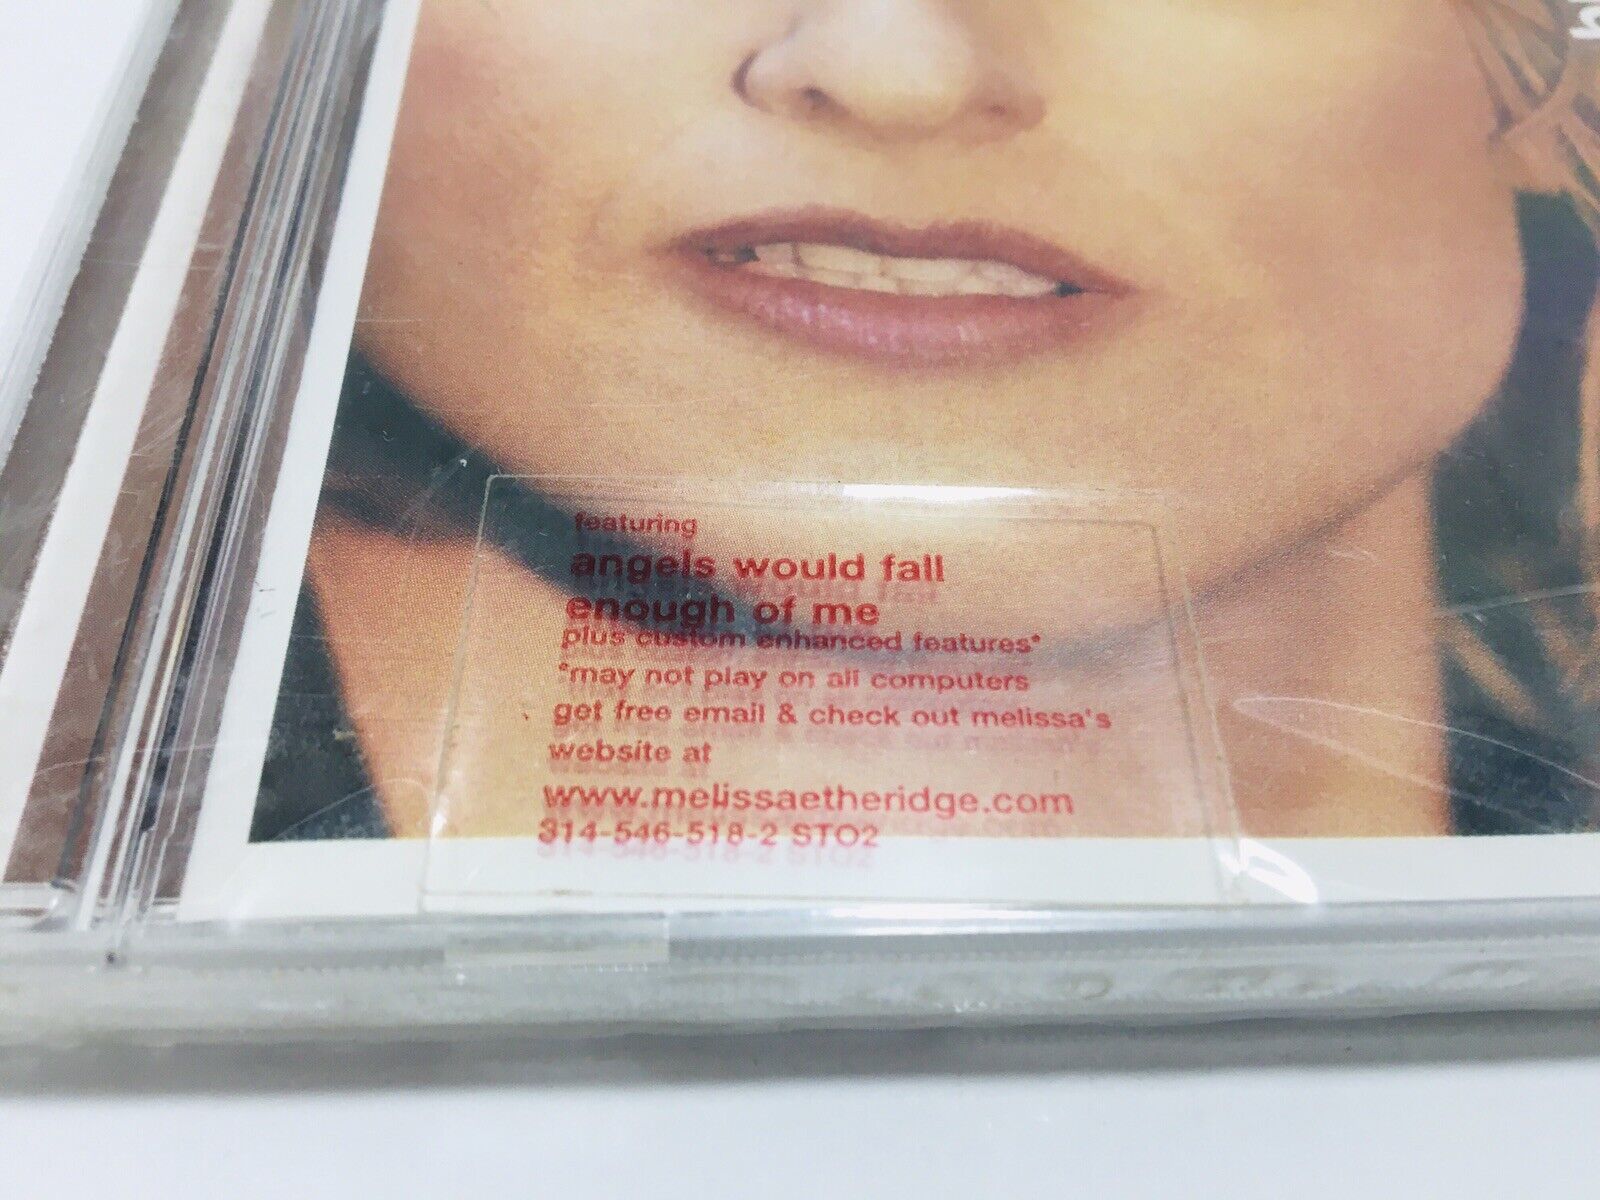 featuring
angels would fall
enough of me
plus custom enhanced features*
*may not play on all computers
get free email & check out melissa's
website at
www.melissaetheridge.com
314-546-518-2 STO2